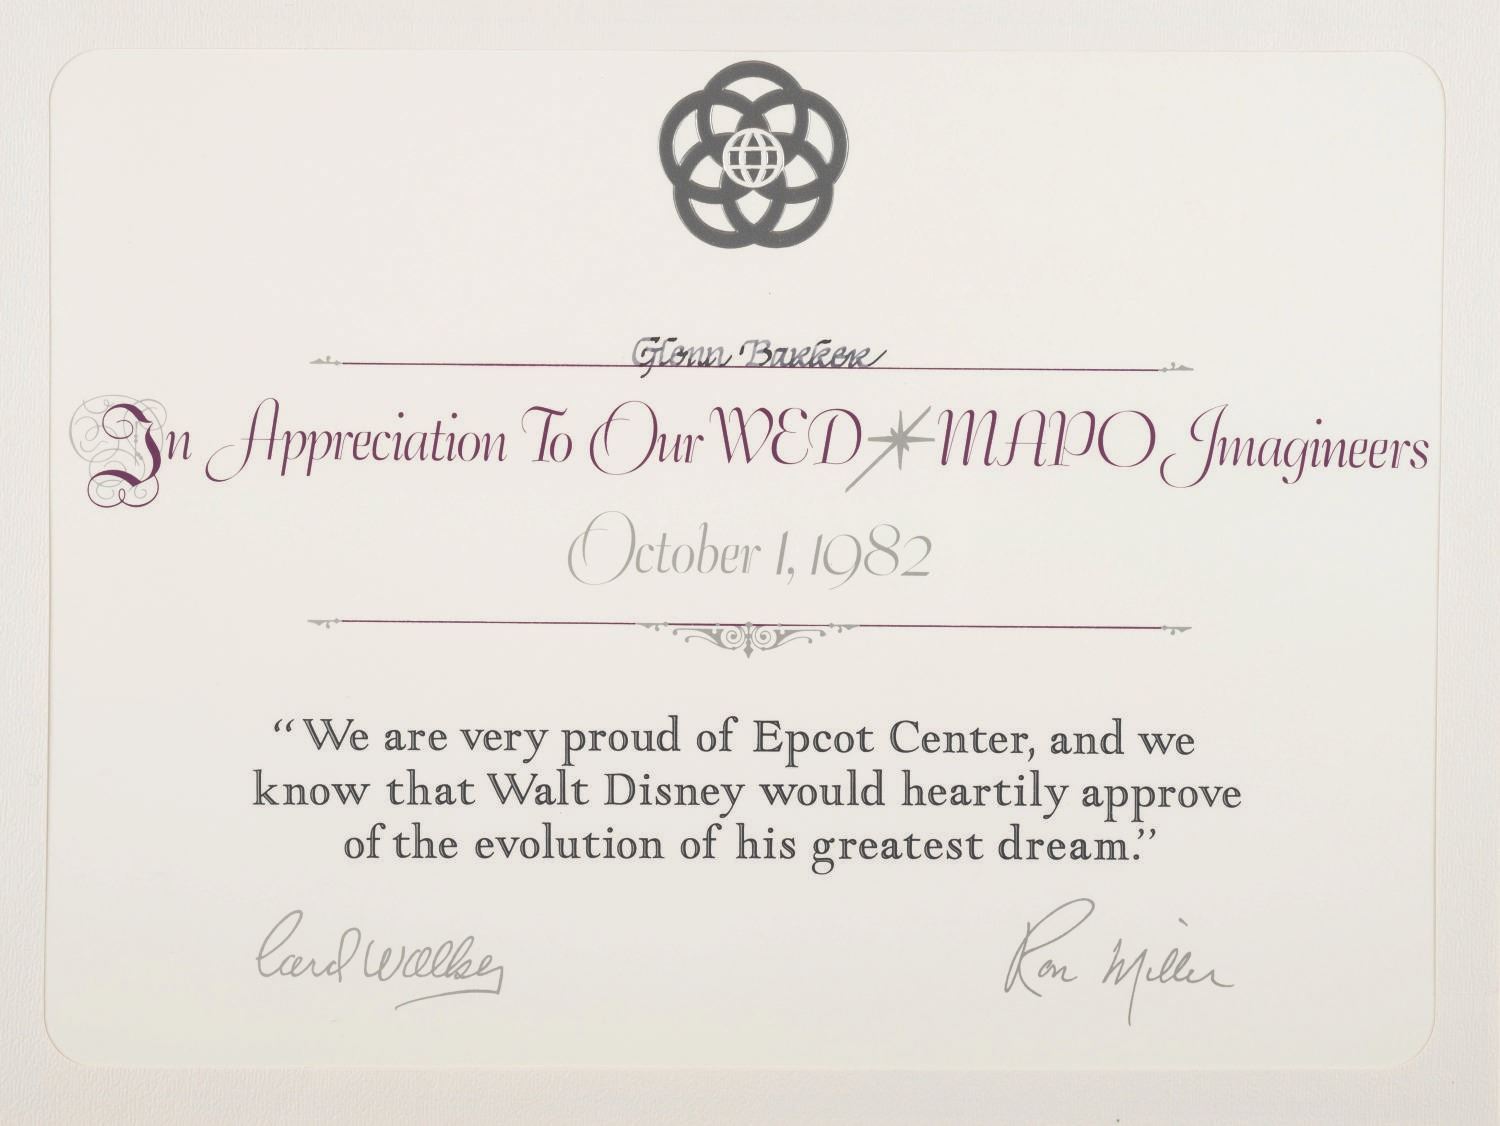 Glenn Barker
In Appreciation To Our WED MAPO Imagineers
October 1, 1982
“We are very proud of Epcot Center, and we
know that Walt Disney would heartily approve
of the evolution of his greatest dream.”
Card Walker
Ron Miller